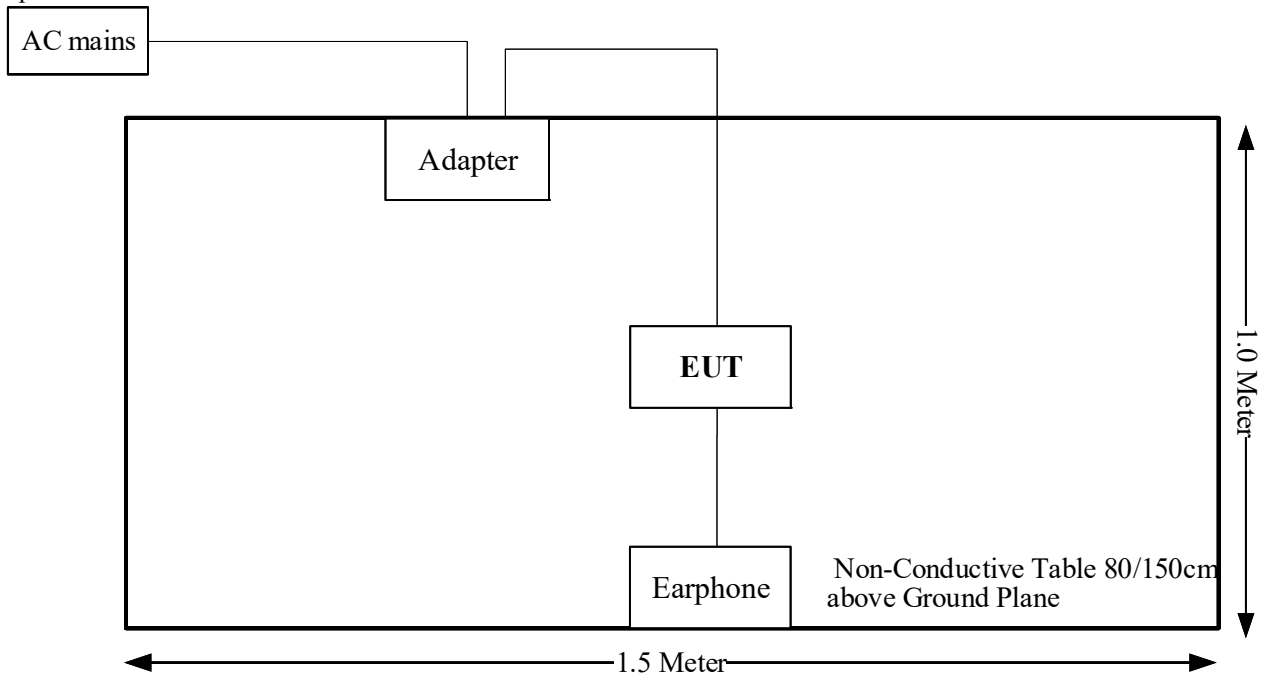 AC mains
Adapter
EUT
1.0 Meter
Earphone
Non-Conductive Table 80/150cm
above Ground Plane
1.5 Meter